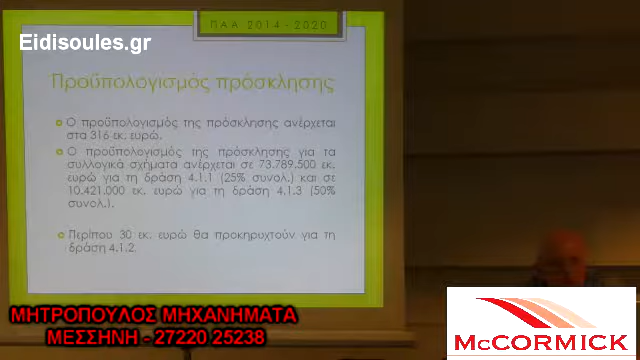 ΠΑΑ 2014-2020
Eidisoules.gr
Προϋπολογισμός πρόσκλησης
Ο προϋπολογισμός της πρόσκλησης ανέρχεται
στα 316 εκ. ευρώ.
Ο προϋπολογισμός της πρόσκλησης για τα
συλλογικά σχήματα ανέρχεται σε 73.789.500 εκ.
ευρώ για τη δράση 4.1.1 (25% συνολ.) και σε
10.421.000 εκ. ευρώ για τη δράση 4.1.3 (50%
συνολ.).
Περίπου 30 εκ. ευρώ θα προκηρυχτούν για τη
δράση 4.1.2.
ΜΗΤΡΟΠΟΥΛΟΣ ΜΗΧΑΝΗΜΑΤΑ
ΜΕΣΣΗΝΗ - 27220 25238
McCORMICK